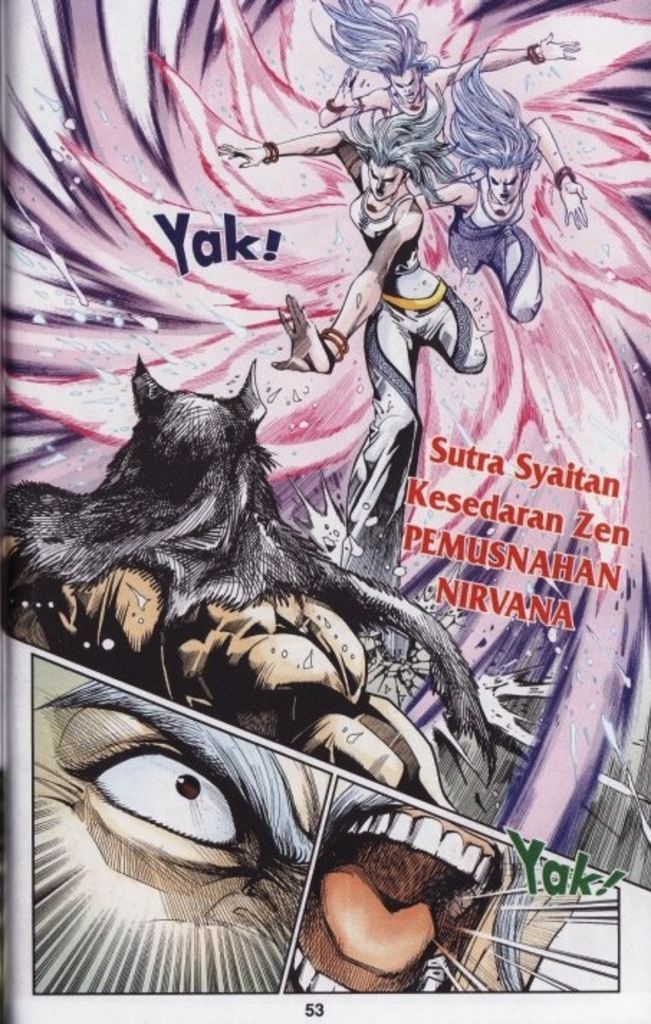 Yak!
Sutra Syaitan
Kesedaran Zen
PEMUSNAHAN
NIRVANA
Yak!
53